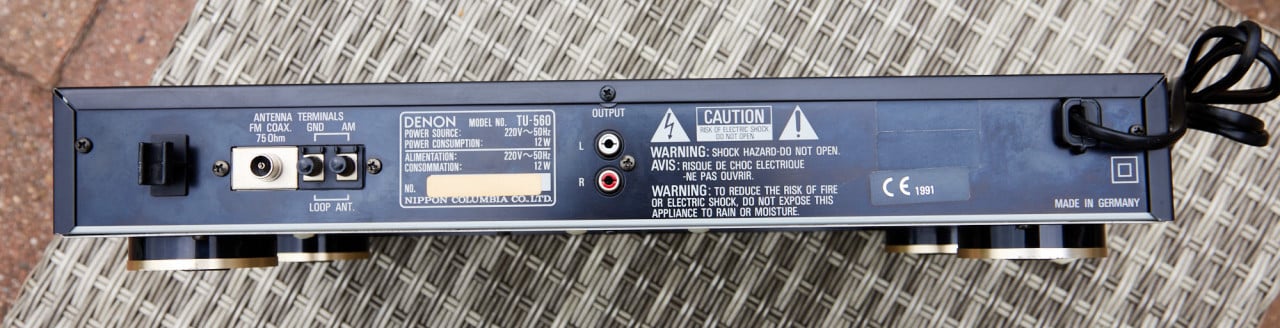 ANTENNA TERMINALS
FM COAX. GND AM
75 Ohm
LOOP ANT.
DENON MODEL NO. TU-560
POWER SOURCE: 220V～50Hz
POWER CONSUMPTION: 12W
ALIMENTATION: 220V～50Hz
CONSOMMATION: 12W
NO.
NIPPON COLUMBIA CO., LTD.
OUTPUT
L
R
CAUTION
RISK OF ELECTRIC SHOCK
DO NOT OPEN
WARNING: SHOCK HAZARD-DO NOT OPEN.
AVIS: RISQUE DE CHOC ELECTRIQUE
-NE PAS OUVRIR.
WARNING: TO REDUCE THE RISK OF FIRE
OR ELECTRIC SHOCK, DO NOT EXPOSE THIS
APPLIANCE TO RAIN OR MOISTURE.
CE 1991
MADE IN GERMANY